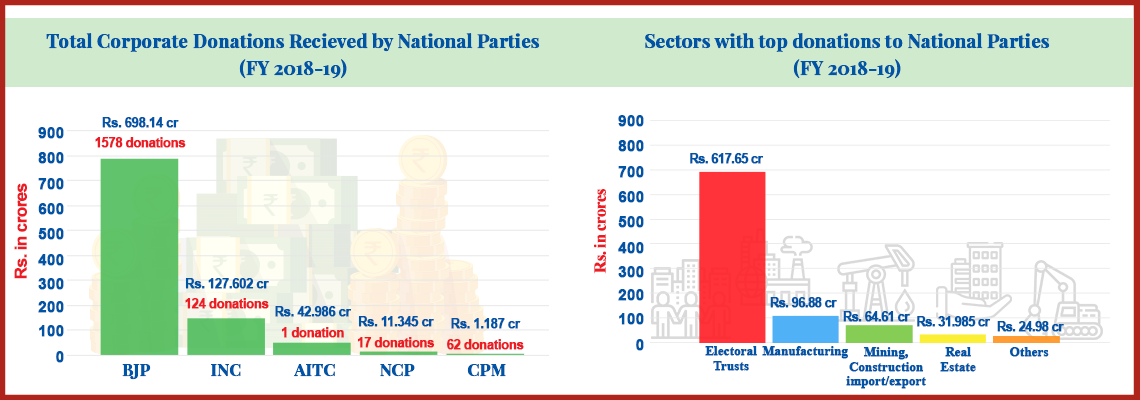 Total Corporate Donations Recieved by National Parties
(FY 2018-19)
Rs. in crores
900
800
700
600
500
400
300
200
100
0
Rs. 698.14 cr
1578 donations
Rs. 127.602 cr
124 donations
Rs. 42.986 cr
1 donation
Rs. 11.345 cr
17 donations
Rs. 1.187 cr
62 donations
BJP
INC
AITC
NCP
CPM
Sectors with top donations to National Parties
(FY 2018-19)
Rs. in crores
900
800
700
600
500
400
300
200
100
0
Rs. 617.65 cr
Rs. 96.88 cr
Rs. 64.61 cr
Rs. 31.985 cr
Rs. 24.98 cr
Electoral
Trusts
Manufacturing
Mining,
Construction
import/export
Real
Estate
Others